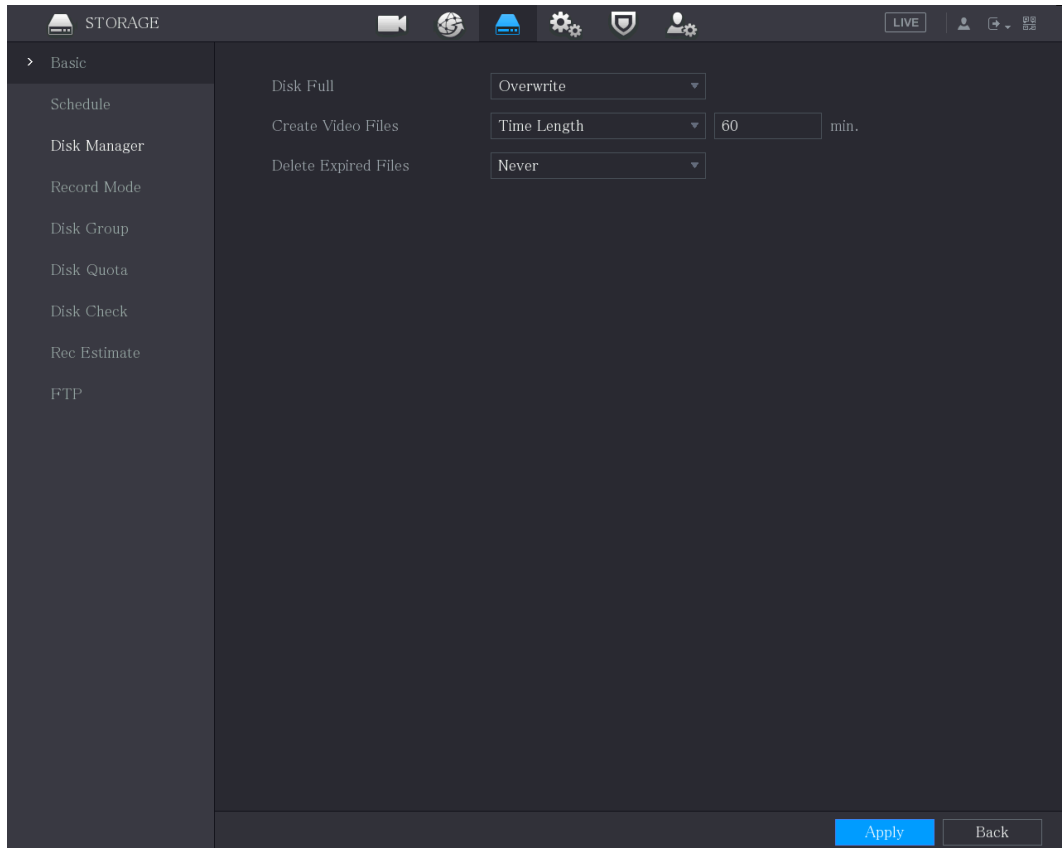 STORAGE
LIVE
Basic
Schedule
Disk Manager
Record Mode
Disk Group
Disk Quota
Disk Check
Rec Estimate
FTP
Disk Full Overwrite
Create Video Files Time Length 60 min.
Delete Expired Files Never
Apply Back